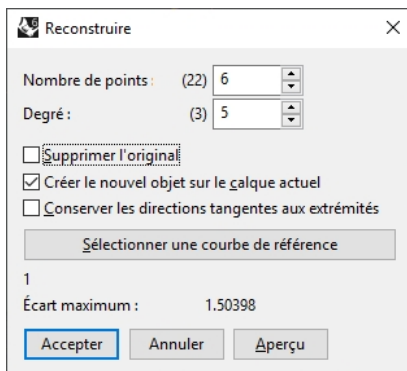 Reconstruire
Nombre de points : (22) 6
Degré : (3) 5
Supprimer l'original
Créer le nouvel objet sur le calque actuel
Conserver les directions tangentes aux extrémités
Sélectionner une courbe de référence
1
Écart maximum : 1.50398
Accepter Annuler Aperçu